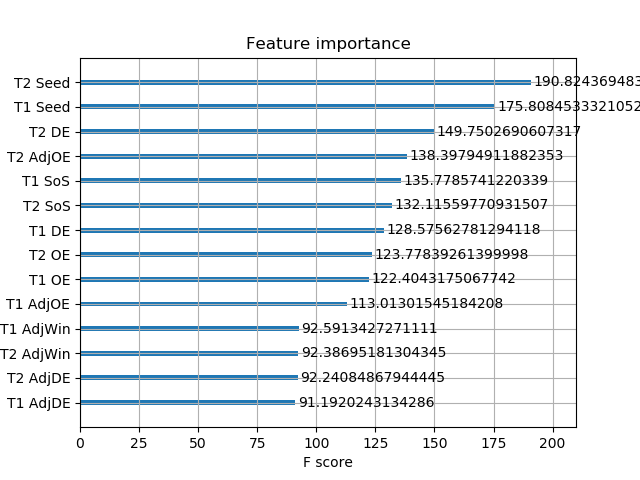 Feature importance
T2 Seed 190.824369483
T1 Seed 175.8084533321052
T2 DE 149.7502690607317
T2 AdjOE 138.39794911882353
T1 SoS 135.7785741220339
T2 SoS 132.11559770931507
T1 DE 128.57562781294118
T2 OE 123.77839261399998
T1 OE 122.4043175067742
T1 AdjOE 113.01301545184208
T1 AdjWin 92.5913427271111
T2 AdjWin 92.38695181304345
T2 AdjDE 92.24084867944445
T1 AdjDE 91.1920243134286
0 25 50 75 100 125 150 175 200
F score